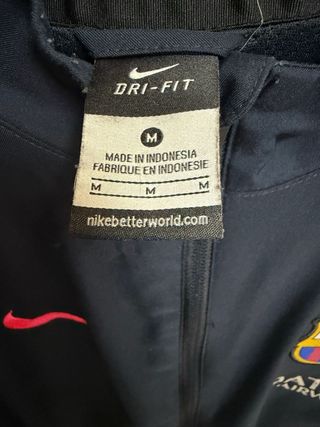 DRI-FIT
M
MADE IN INDONESIA
FABRIQUE EN INDONESIE
M M M
nikebetterworld.com